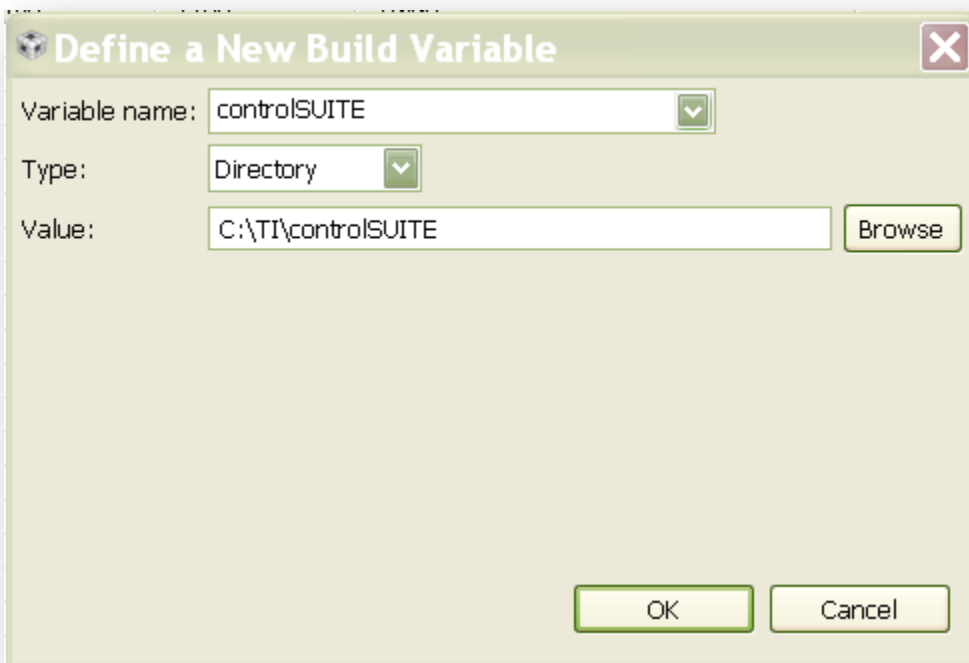 Define a New Build Variable
Variable name: controlSUITE
Type: Directory
Value: C:\TI\controlSUITE Browse
OK Cancel